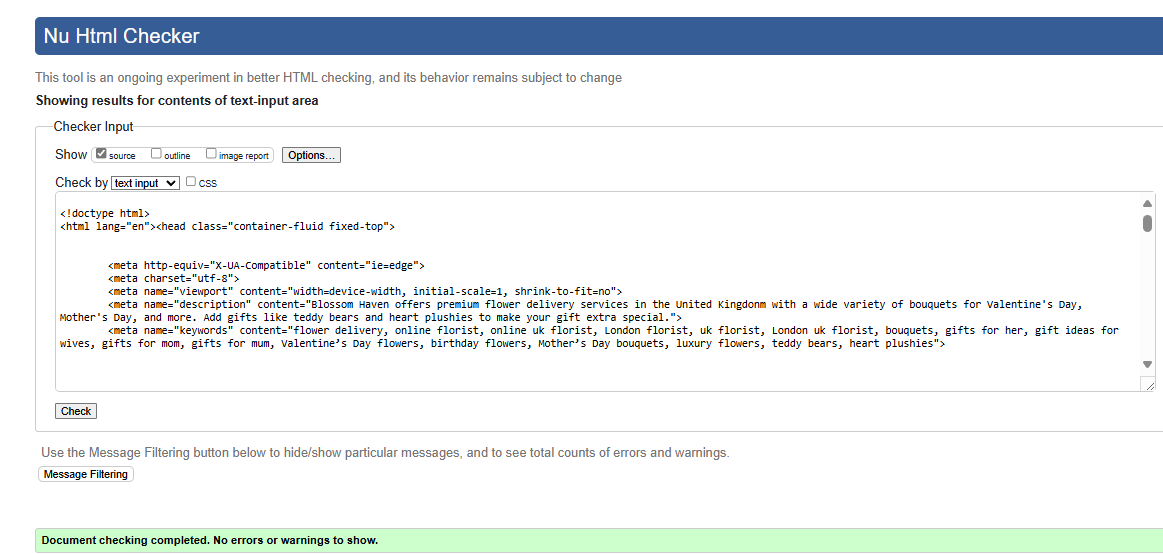 Nu Html Checker
This tool is an ongoing experiment in better HTML checking, and its behavior remains subject to change
Showing results for contents of text-input area
Checker Input
Show source outline image report Options...
Check by text input CSS
<!doctype html>
<html lang="en"><head class="container-fluid fixed-top">
<meta http-equiv="X-UA-Compatible" content="ie=edge">
<meta charset="utf-8">
<meta name="viewport" content="width=device-width, initial-scale=1, shrink-to-fit=no">
<meta name="description" content="Blossom Haven offers premium flower delivery services in the United Kingdonm with a wide variety of bouquets for Valentine's Day,
Mother's Day, and more. Add gifts like teddy bears and heart plushies to make your gift extra special.">
<meta name="keywords" content="flower delivery, online florist, online uk florist, London florist, uk florist, London uk florist, bouquets, gifts for her, gift ideas for
wives, gifts for mom, gifts for mum, Valentine’s Day flowers, birthday flowers, Mother’s Day bouquets, luxury flowers, teddy bears, heart plushies">
Check
Use the Message Filtering button below to hide/show particular messages, and to see total counts of errors and warnings.
Message Filtering
Document checking completed. No errors or warnings to show.